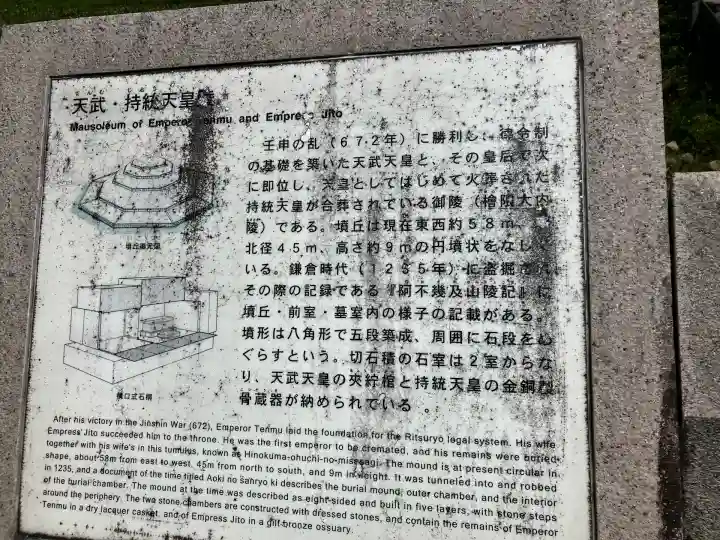 天武・持統天皇
Mausoleum of Emperor Tenmu and Empress Jito
壬申の乱(672年)に勝利し、律令制
の基礎を築いた天武天皇と、その皇后で次
に即位し、天皇としてはじめて火葬された
持統天皇が合葬されている御陵(檜隈大内
陵)である。墳丘は現在東西約58m、
北径45m、高さ約9mの円墳状をなして
いる。鎌倉時代(1235年)に盗掘され
その際の記録である『阿不幾及山陵記』に
墳丘・前室・墓室内の様子の記載がある。
墳形は八角形で五段築成、周囲に石段をめ
ぐらすという。切石積の石室は2室からな
り、天武天皇の夾紵棺と持統天皇の金銅製
骨蔵器が納められている。
墳丘復元図
横口式石槨
After his victory in the Jinshin War (672), Emperor Tenmu laid the foundation for the Ritsuryo legal system. His wife
Empress Jito succeeded him to the throne. He was the first emperor to be cremated, and his remains were buried
together with his wife's in this tumulus, known as Hinokuma-ohuchi-no-misasagi. The mound is at present circular in
shape, about 58m from east to west, 45m from north to south, and 9m in weight. It was tunneled into and robbed
in 1235, and a document of the time titled Aoki no sanryo ki describes the burial mound, outer chamber, and the interior
of the turial chamber. The mound at the time was described as eight-sided and built in five layers, with stone steps
around the periphery. The two stone chambers are constructed with dressed stones, and contain the remains of Emperor
Tenmu in a dry lacquer casket, and of Empress Jito in a gilt-bronze ossuary.